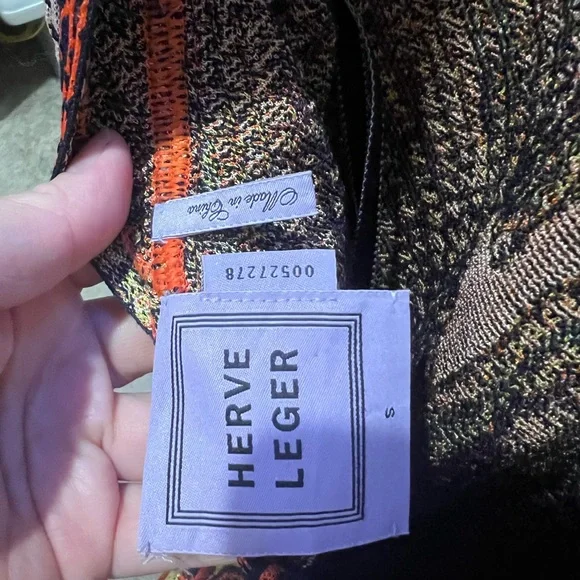 Made in China
00527278
HERVE
LEGER
S